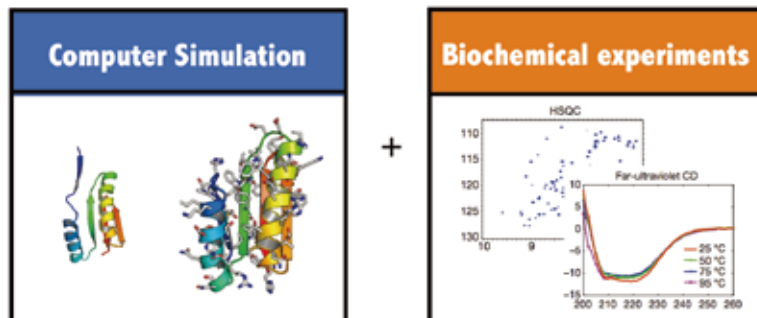 Computer Simulation
Biochemical experiments
+
HSQC
110
115
120
125
130
10
9
Far-ultraviolet CD
10
5
0
-5
-10
-15
25 °C
50 °C
75 °C
95 °C
200 210 220 230 240 250 260